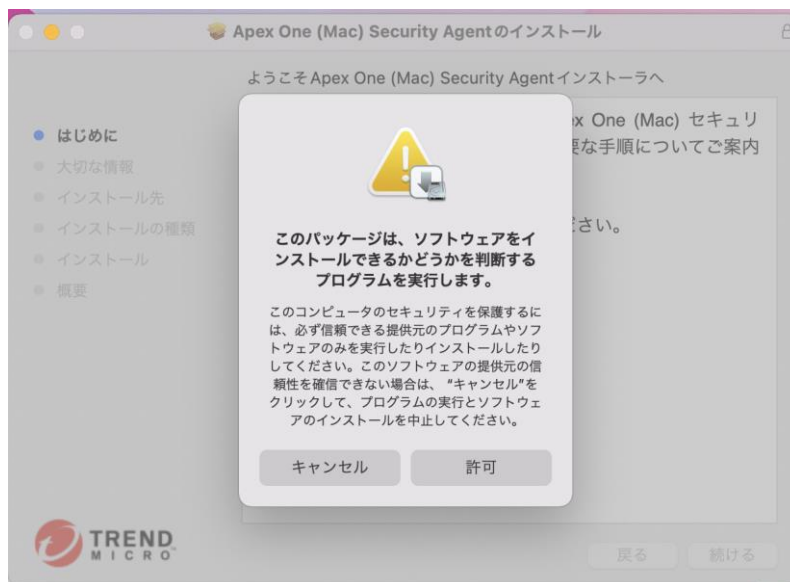 Apex One (Mac) Security Agentのインストール
ようこそApex One (Mac) Security Agentインストーラへ
はじめに
大切な情報
インストール先
インストールの種類
インストール
概要
One (Mac) セキュリ
な手順についてご案内
さい。
このパッケージは、ソフトウェアをイ
ンストールできるかどうかを判断する
プログラムを実行します。
このコンピュータのセキュリティを保護するに
は、必ず信頼できる提供元のプログラムやソフ
トウェアのみを実行したりインストールしたり
してください。このソフトウェアの提供元の信
頼性を確信できない場合は、 “キャンセル”を
クリックして、プログラムの実行とソフトウェ
アのインストールを中止してください。
キャンセル
許可
TREND
MICRO
戻る
続ける